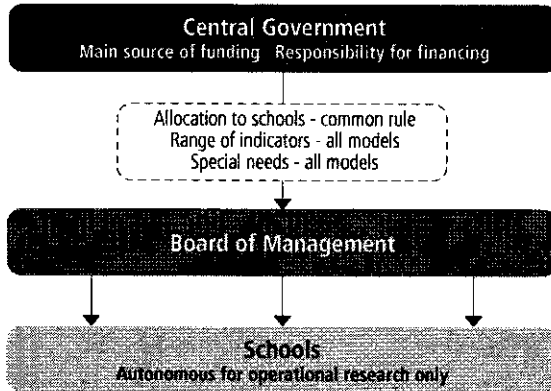 Central Government
Main source of funding Responsibility for financing
Allocation to schools - common rule
Range of indicators - all models
Special needs - all models
Board of Management
Schools
Autonomous for operational research only